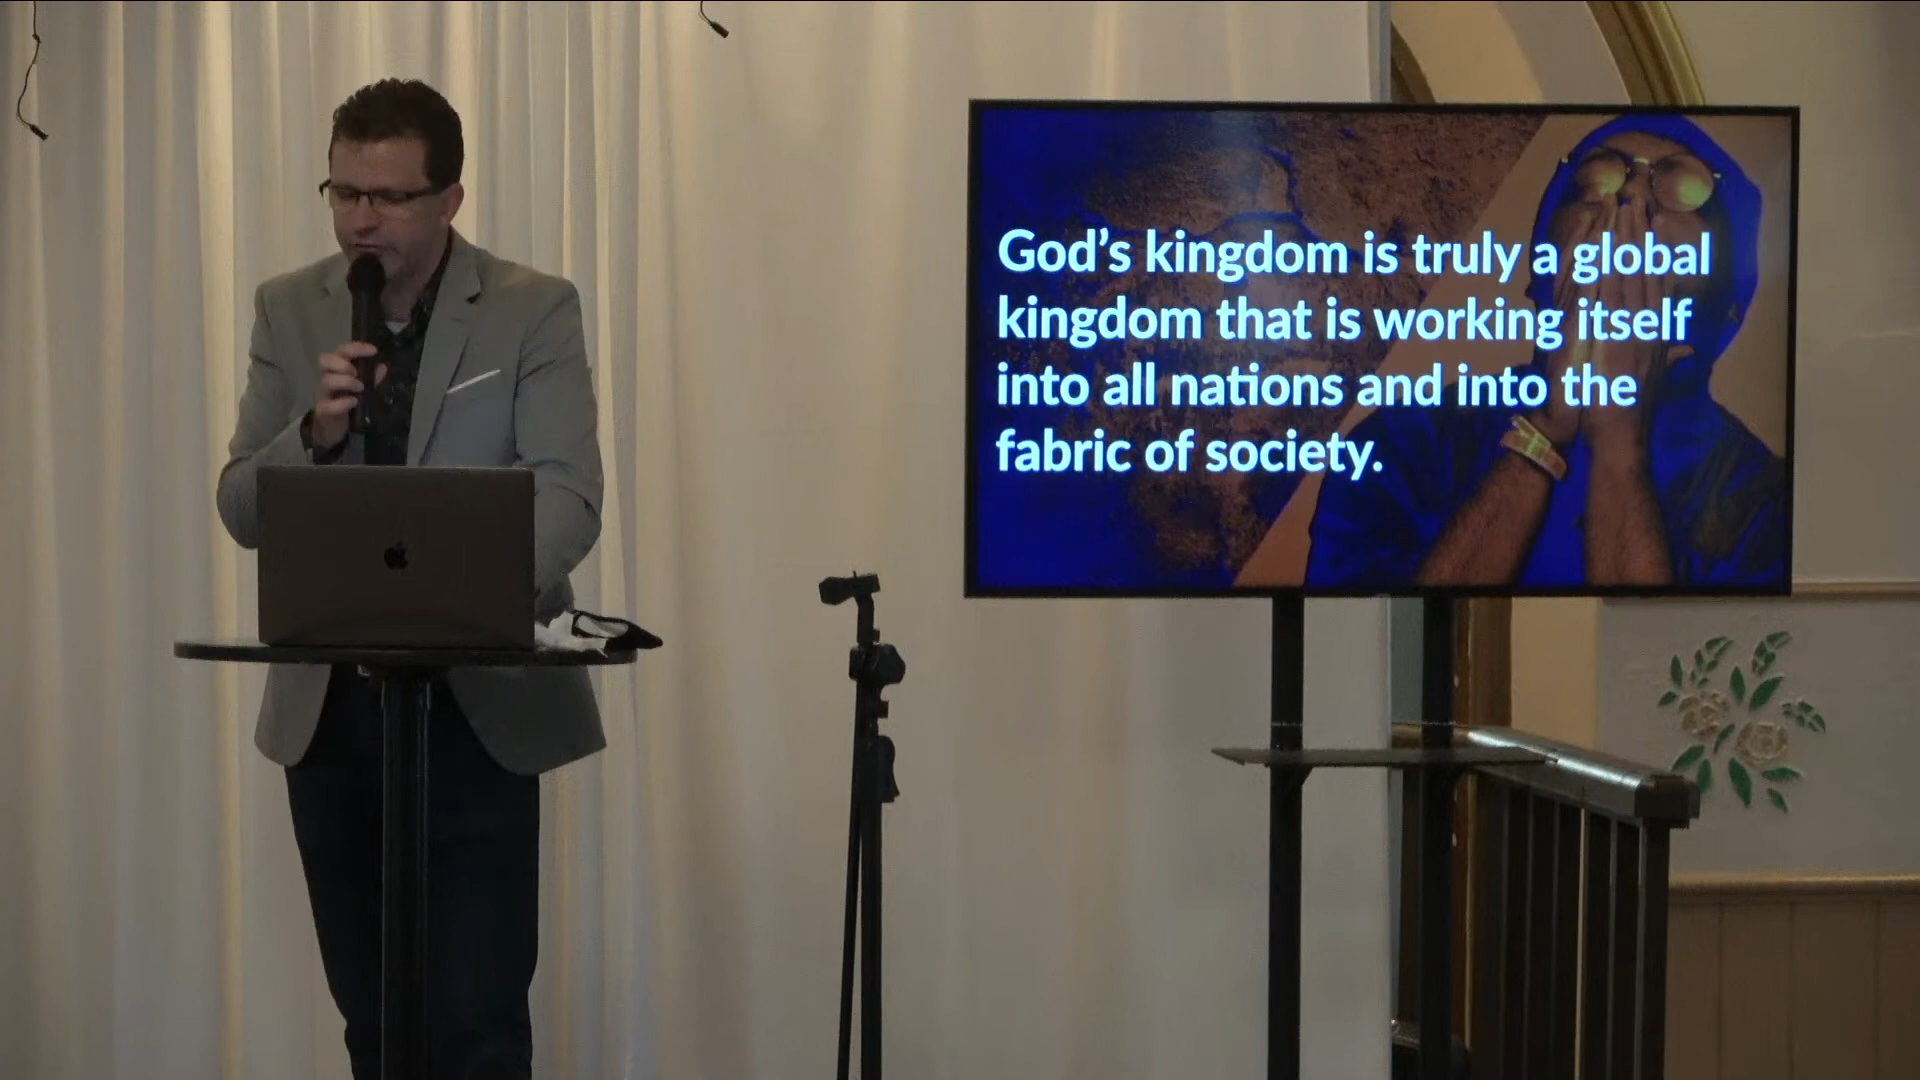 God’s kingdom is truly a global
kingdom that is working itself
into all nations and into the
fabric of society.